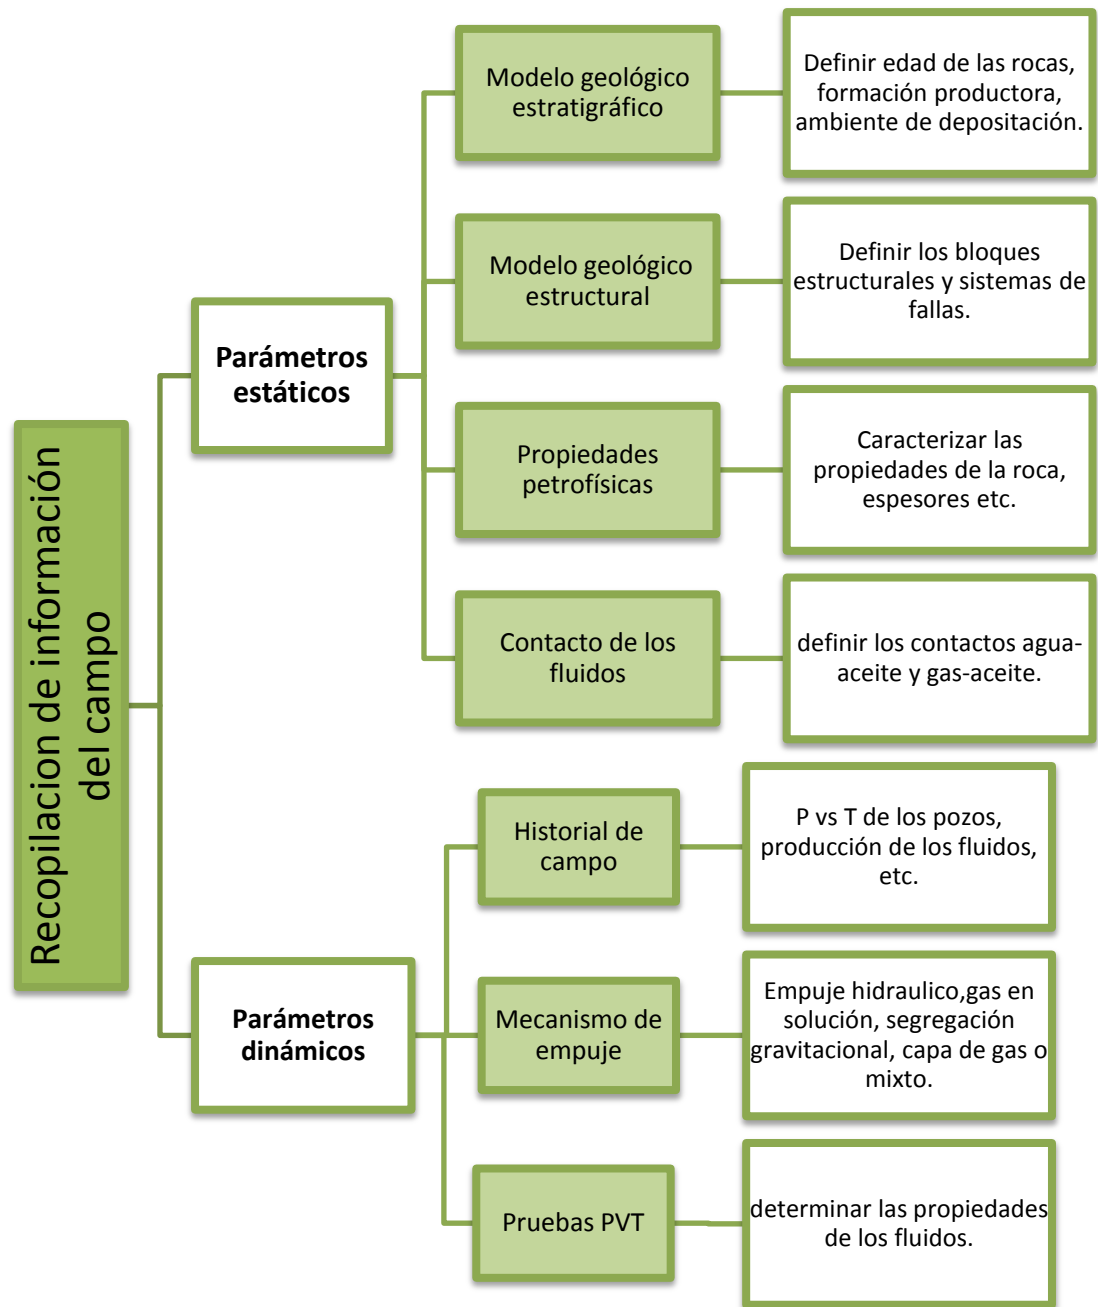 Recopilacion de información
del campo
Parámetros
estáticos
Modelo geológico
estratigráfico
Definir edad de las rocas,
formación productora,
ambiente de depositación.
Modelo geológico
estructural
Definir los bloques
estructurales y sistemas de
fallas.
Propiedades
petrofísicas
Caracterizar las
propiedades de la roca,
espesores etc.
Contacto de los
fluidos
definir los contactos agua-
aceite y gas-aceite.
Parámetros
dinámicos
Historial de
campo
P vs T de los pozos,
producción de los fluidos,
etc.
Mecanismo de
empuje
Empuje hidraulico,gas en
solución, segregación
gravitacional, capa de gas o
mixto.
Pruebas PVT
determinar las propiedades
de los fluidos.